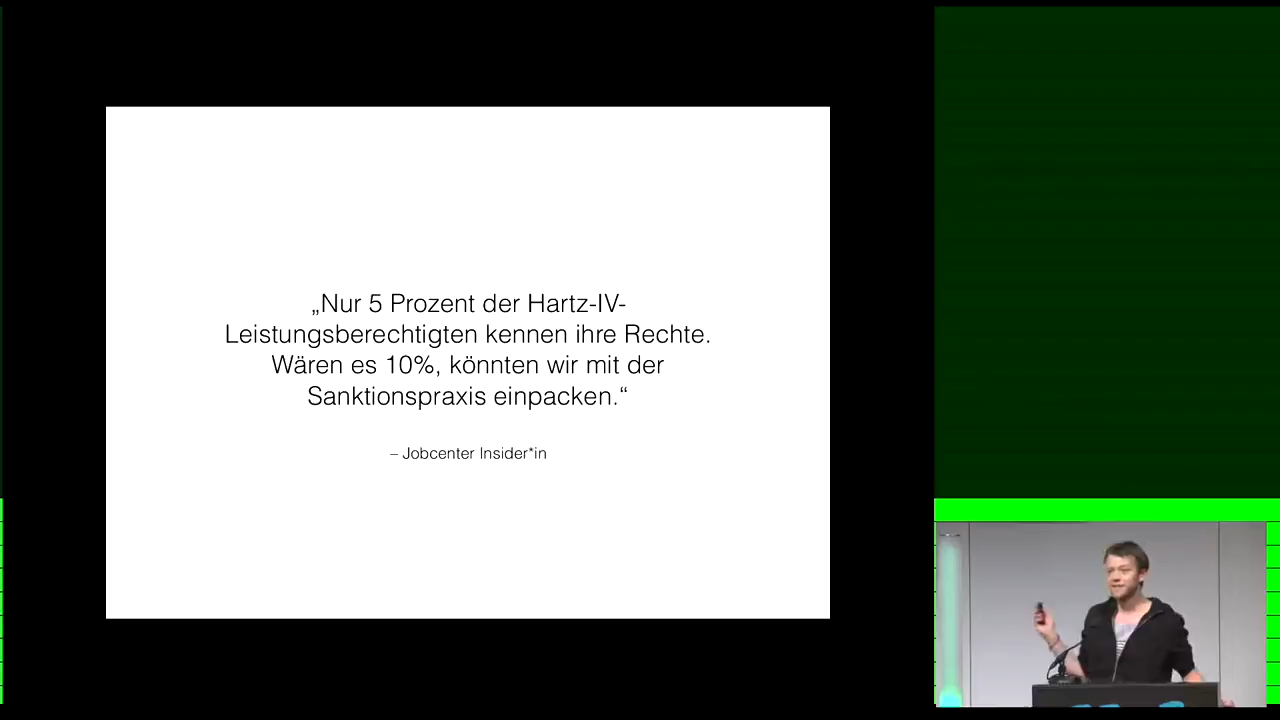 „Nur 5 Prozent der Hartz-IV-
Leistungsberechtigten kennen ihre Rechte.
Wären es 10%, könnten wir mit der
Sanktionspraxis einpacken.“
– Jobcenter Insider*in